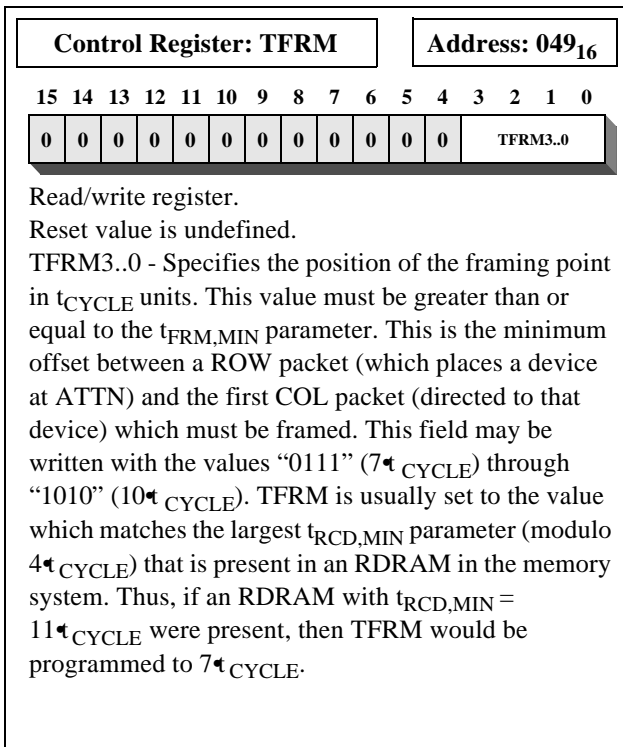 Control Register: TFRM Address: 049₁₆
15 14 13 12 11 10 9 8 7 6 5 4 3 2 1 0
0 0 0 0 0 0 0 0 0 0 0 0 TFRM3..0
Read/write register.
Reset value is undefined.
TFRM3..0 - Specifies the position of the framing point
in tCYCLE units. This value must be greater than or
equal to the tFRM,MIN parameter. This is the minimum
offset between a ROW packet (which places a device
at ATTN) and the first COL packet (directed to that
device) which must be framed. This field may be
written with the values “0111” (7•tCYCLE) through
“1010” (10•tCYCLE). TFRM is usually set to the value
which matches the largest tRCD,MIN parameter (modulo
4•tCYCLE) that is present in an RDRAM in the memory
system. Thus, if an RDRAM with tRCD,MIN =
11•tCYCLE were present, then TFRM would be
programmed to 7•tCYCLE.